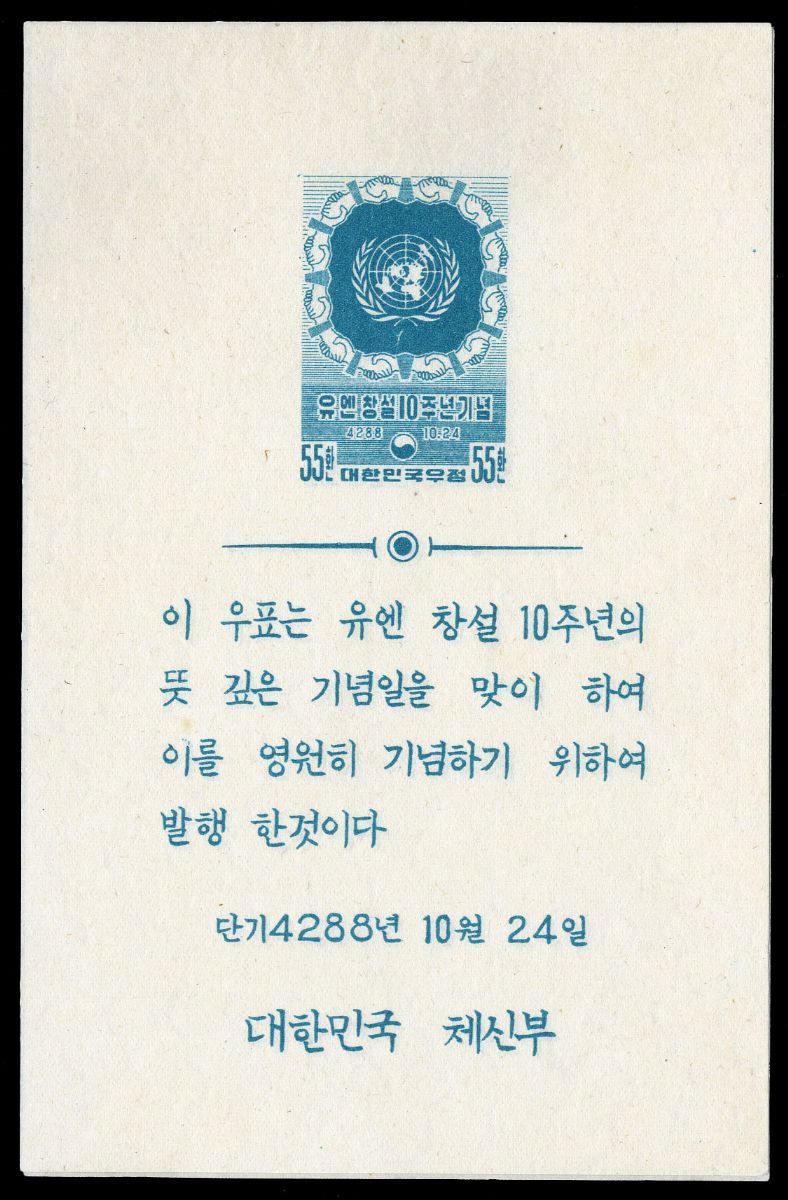 유엔 창설 10주년기념
4288 10.24
55환 대한민국우정 55환
이 우표는 유엔 창설 10주년의
뜻 깊은 기념일을 맞이 하여
이를 영원히 기념하기 위하여
발행 한것이다
단기4288년 10월 24일
대한민국 체신부